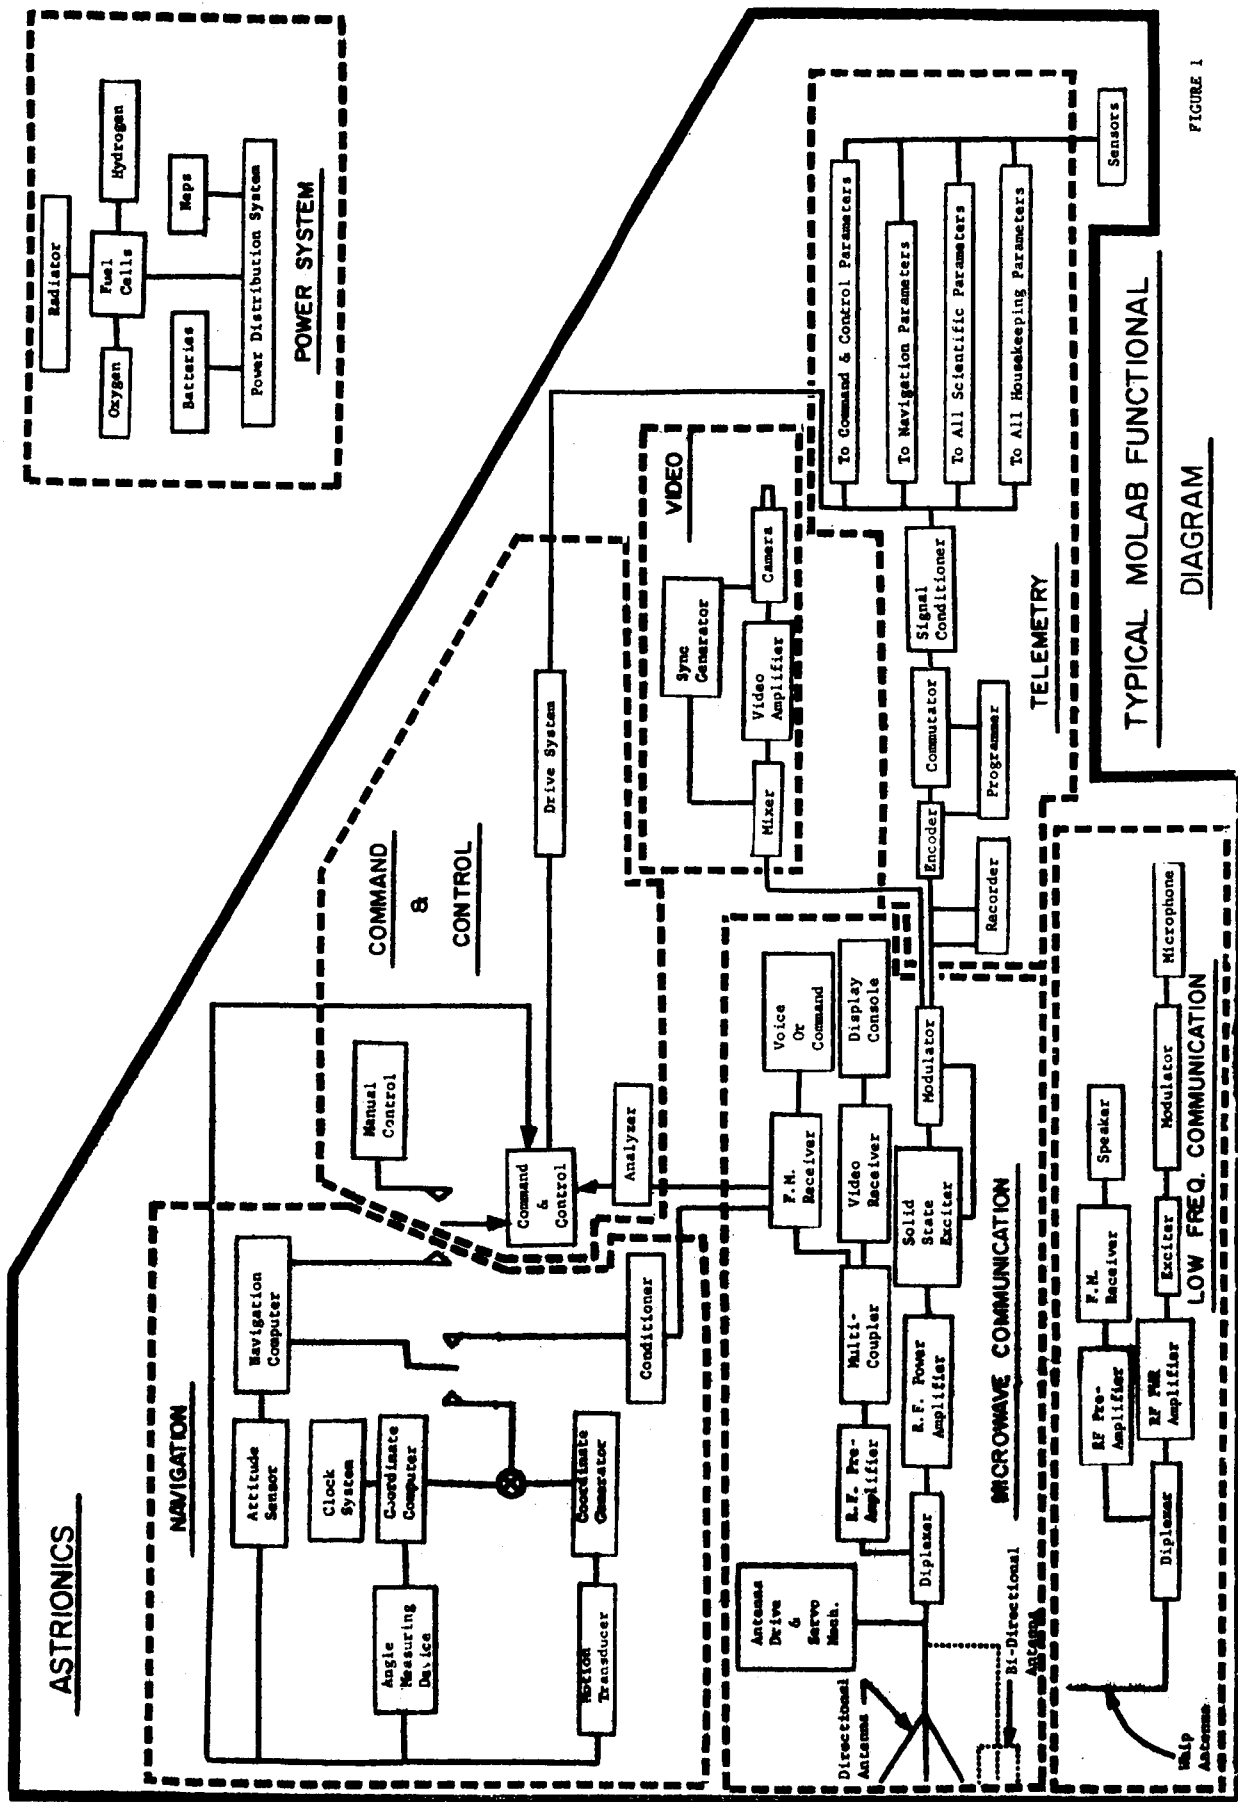 ASTRIONICS
NAVIGATION
Attitude
Sensor
Navigation
Computer
Clock
System
Coordinate
Computer
Angle
Measuring
Device
Motion
Transducer
Coordinate
Generator
Conditioner
COMMAND
&
CONTROL
Manual
Control
Command
&
Control
Analyzer
Drive System
POWER SYSTEM
Radiator
Oxygen
Fuel
Cells
Hydrogen
Batteries
Power Distribution System
VIDEO
Sync
Generator
Mixer
Video
Amplifier
Camera
MICROWAVE COMMUNICATION
Antenna
Drive
&
Servo
Mech.
Directional
Antenna
Bi-Directional
Antenna
Diplexer
R.F. Pre-
Amplifier
Multi-
Coupler
R.F. Power
Amplifier
F.M.
Receiver
Voice
Or
Command
Video
Receiver
Display
Console
Solid
State
Exciter
Modulator
TELEMETRY
Recorder
Encoder
Programmer
Commutator
Signal
Conditioner
To Command & Control Parameters
To Navigation Parameters
To All Scientific Parameters
To All Housekeeping Parameters
Sensors
LOW FREQ. COMMUNICATION
Whip
Antenna
Diplexer
RF Pre-
Amplifier
F.M.
Receiver
Speaker
RF PWR
Amplifier
Exciter
Modulator
Microphone
TYPICAL MOLAB FUNCTIONAL
DIAGRAM
FIGURE 1